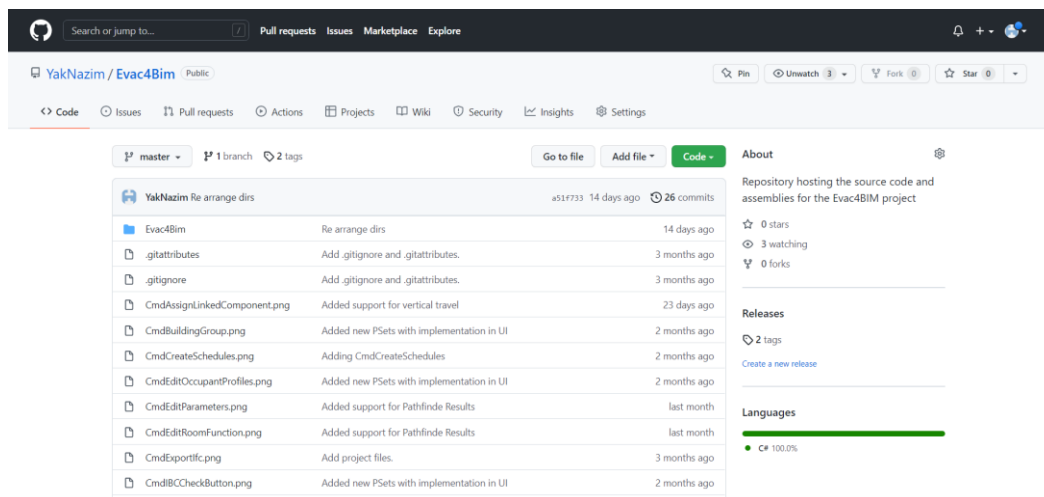 Search or jump to... / Pull requests Issues Marketplace Explore
YakNazim / Evac4Bim Public Pin Unwatch 3 Fork 0 Star 0
<> Code Issues Pull requests Actions Projects Wiki Security Insights Settings
master 1 branch 2 tags Go to file Add file Code
YakNazim Re arrange dirs a51f733 14 days ago 26 commits
Evac4Bim Re arrange dirs 14 days ago
.gitattributes Add .gitignore and .gitattributes. 3 months ago
.gitignore Add .gitignore and .gitattributes. 3 months ago
CmdAssignLinkedComponent.png Added support for vertical travel 23 days ago
CmdBuildingGroup.png Added new PSets with implementation in UI 2 months ago
CmdCreateSchedules.png Adding CmdCreateSchedules 2 months ago
CmdEditOccupantProfiles.png Added new PSets with implementation in UI 2 months ago
CmdEditParameters.png Added support for Pathfinde Results last month
CmdEditRoomFunction.png Added support for Pathfinde Results last month
CmdExportIfc.png Add project files. 3 months ago
CmdIBCCheckButton.png Added new PSets with implementation in UI 2 months ago
About
Repository hosting the source code and
assemblies for the Evac4BIM project
0 stars
3 watching
0 forks
Releases
2 tags
Create a new release
Languages
C# 100.0%